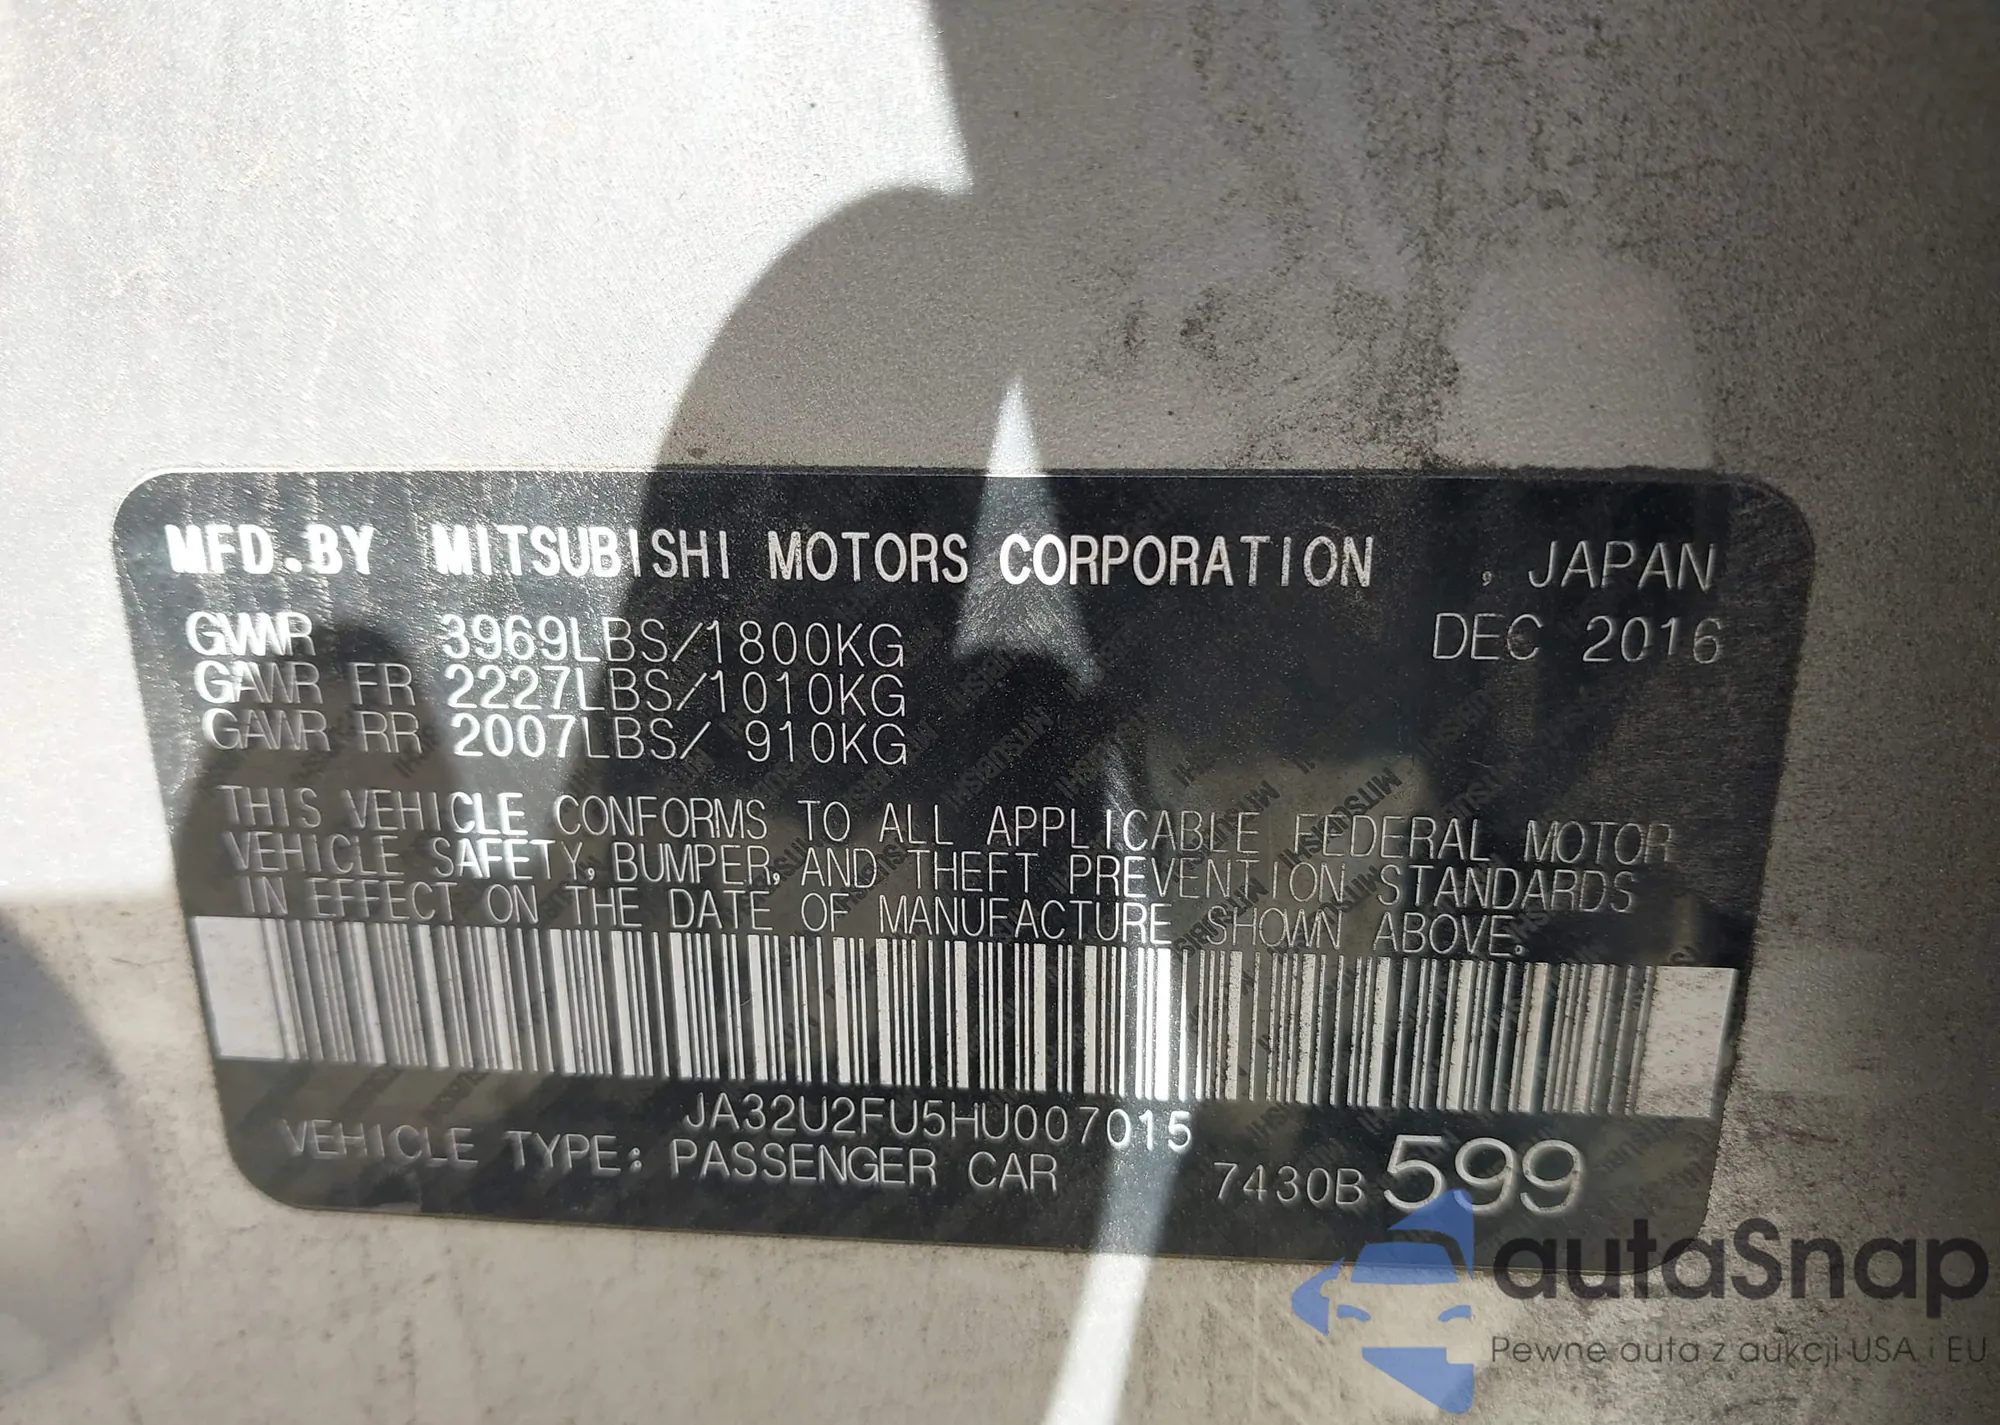 MFD.BY MITSUBISHI MOTORS CORPORATION , JAPAN
GVWR 3969LBS/1800KG DEC 2016
GAWR FR 2227LBS/1010KG
GAWR RR 2007LBS/ 910KG
THIS VEHICLE CONFORMS TO ALL APPLICABLE FEDERAL MOTOR
VEHICLE SAFETY, BUMPER, AND THEFT PREVENTION STANDARDS
IN EFFECT ON THE DATE OF MANUFACTURE SHOWN ABOVE.
JA32U2FU5HU007015
VEHICLE TYPE: PASSENGER CAR 7430B 599
autaSnap
Pewne auta z aukcji USA i EU